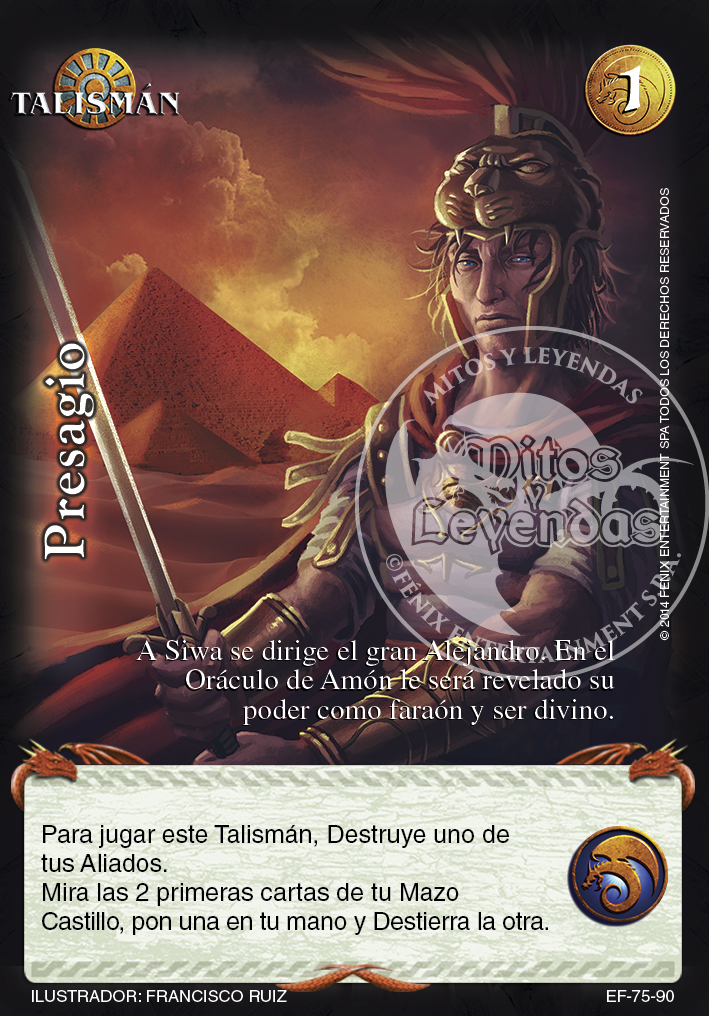 TALISMÁN
1
Presagio
© 2014 FÉNIX ENTERTAINMENT SPA TODOS LOS DERECHOS RESERVADOS
MITOS Y LEYENDAS
Mitos
y
Leyendas
© FÉNIX ENTERTAINMENT S.P.A.
A Siwa se dirige el gran Alejandro. En el
Oráculo de Amón le será revelado su
poder como faraón y ser divino.
Para jugar este Talismán, Destruye uno de
tus Aliados.
Mira las 2 primeras cartas de tu Mazo
Castillo, pon una en tu mano y Destierra la otra.
ILUSTRADOR: FRANCISCO RUIZ
EF-75-90